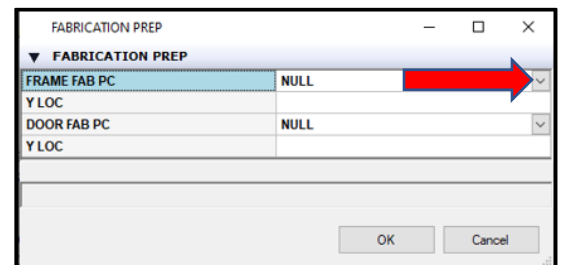 FABRICATION PREP
FABRICATION PREP
FRAME FAB PC NULL
Y LOC
DOOR FAB PC NULL
Y LOC
OK Cancel